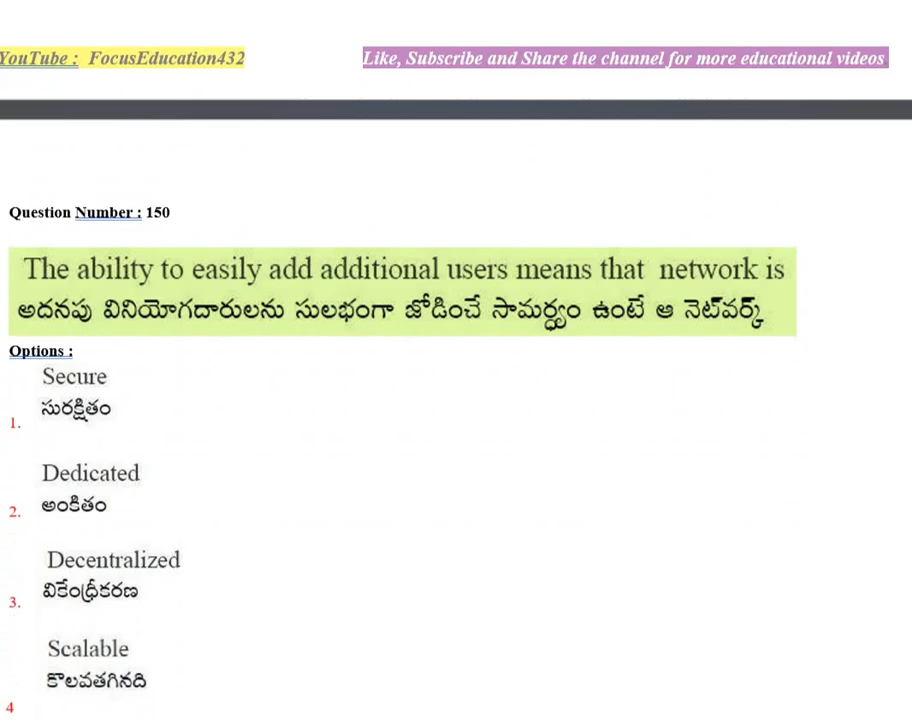 YouTube : FocusEducation432 Like, Subscribe and Share the channel for more educational videos
Question Number : 150
The ability to easily add additional users means that network is
అదనపు వినియోగదారులను సులభంగా జోడించే సామర్థ్యం ఉంటే ఆ నెట్‌వర్క్
Options :
Secure
సురక్షితం
1.
Dedicated
అంకితం
2.
Decentralized
వికేంద్రీకరణ
3.
Scalable
కొలవతగినది
4